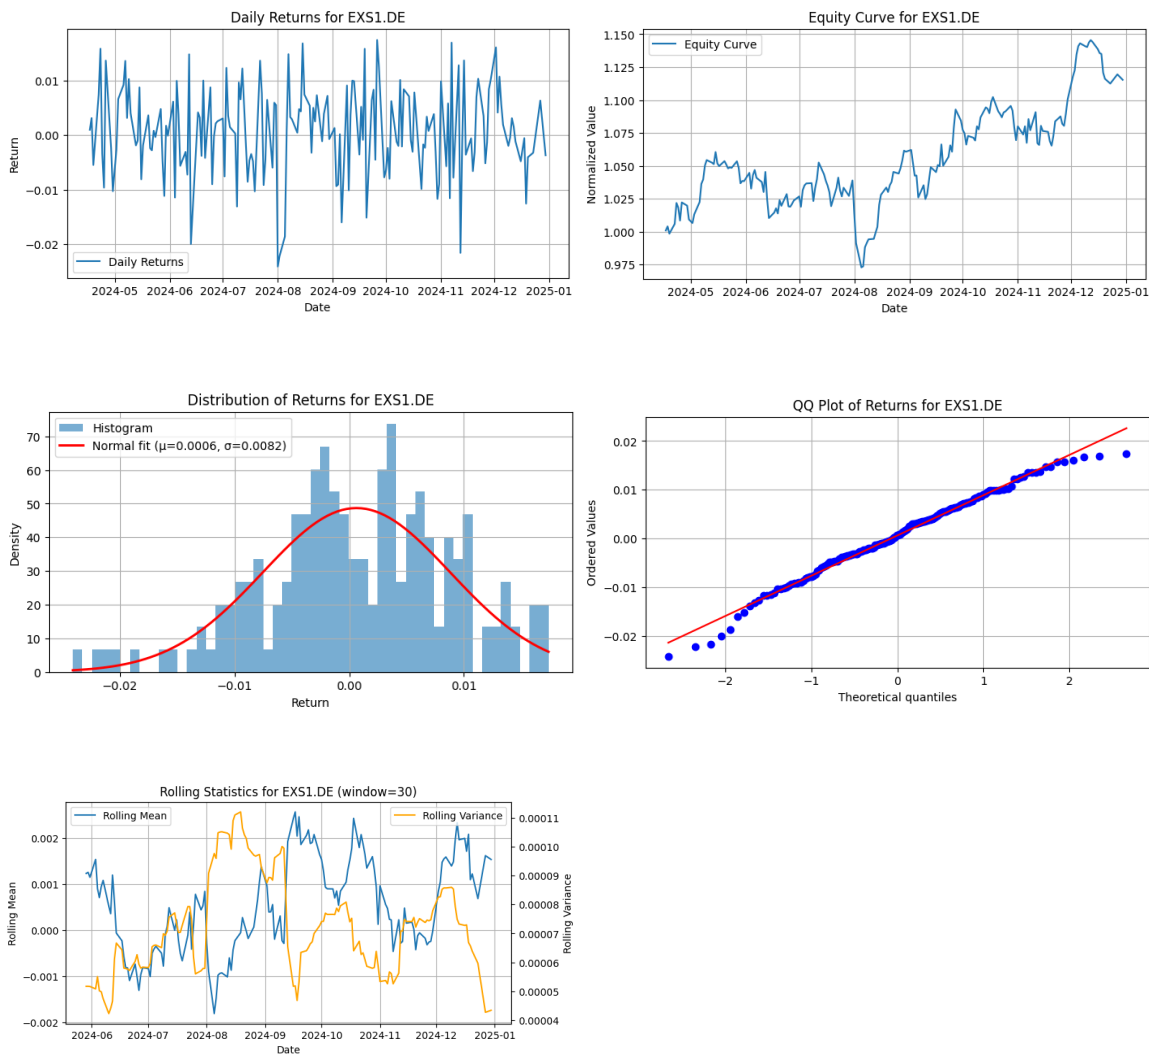 Daily Returns for EXS1.DE
Return
0.01
0.00
−0.01
−0.02
Daily Returns
2024-05 2024-06 2024-07 2024-08 2024-09 2024-10 2024-11 2024-12 2025-01
Date
Equity Curve for EXS1.DE
Normalized Value
1.150
1.125
1.100
1.075
1.050
1.025
1.000
0.975
Equity Curve
2024-05 2024-06 2024-07 2024-08 2024-09 2024-10 2024-11 2024-12 2025-01
Date
Distribution of Returns for EXS1.DE
Density
70
60
50
40
30
20
10
0
Histogram
Normal fit (μ=0.0006, σ=0.0082)
−0.02 −0.01 0.00 0.01
Return
QQ Plot of Returns for EXS1.DE
Ordered Values
0.02
0.01
0.00
−0.01
−0.02
−2 −1 0 1 2
Theoretical quantiles
Rolling Statistics for EXS1.DE (window=30)
Rolling Mean
0.002
0.001
0.000
−0.001
−0.002
Rolling Mean
Rolling Variance
0.00011
0.00010
0.00009
0.00008
0.00007
0.00006
0.00005
0.00004
Rolling Variance
2024-06 2024-07 2024-08 2024-09 2024-10 2024-11 2024-12 2025-01
Date